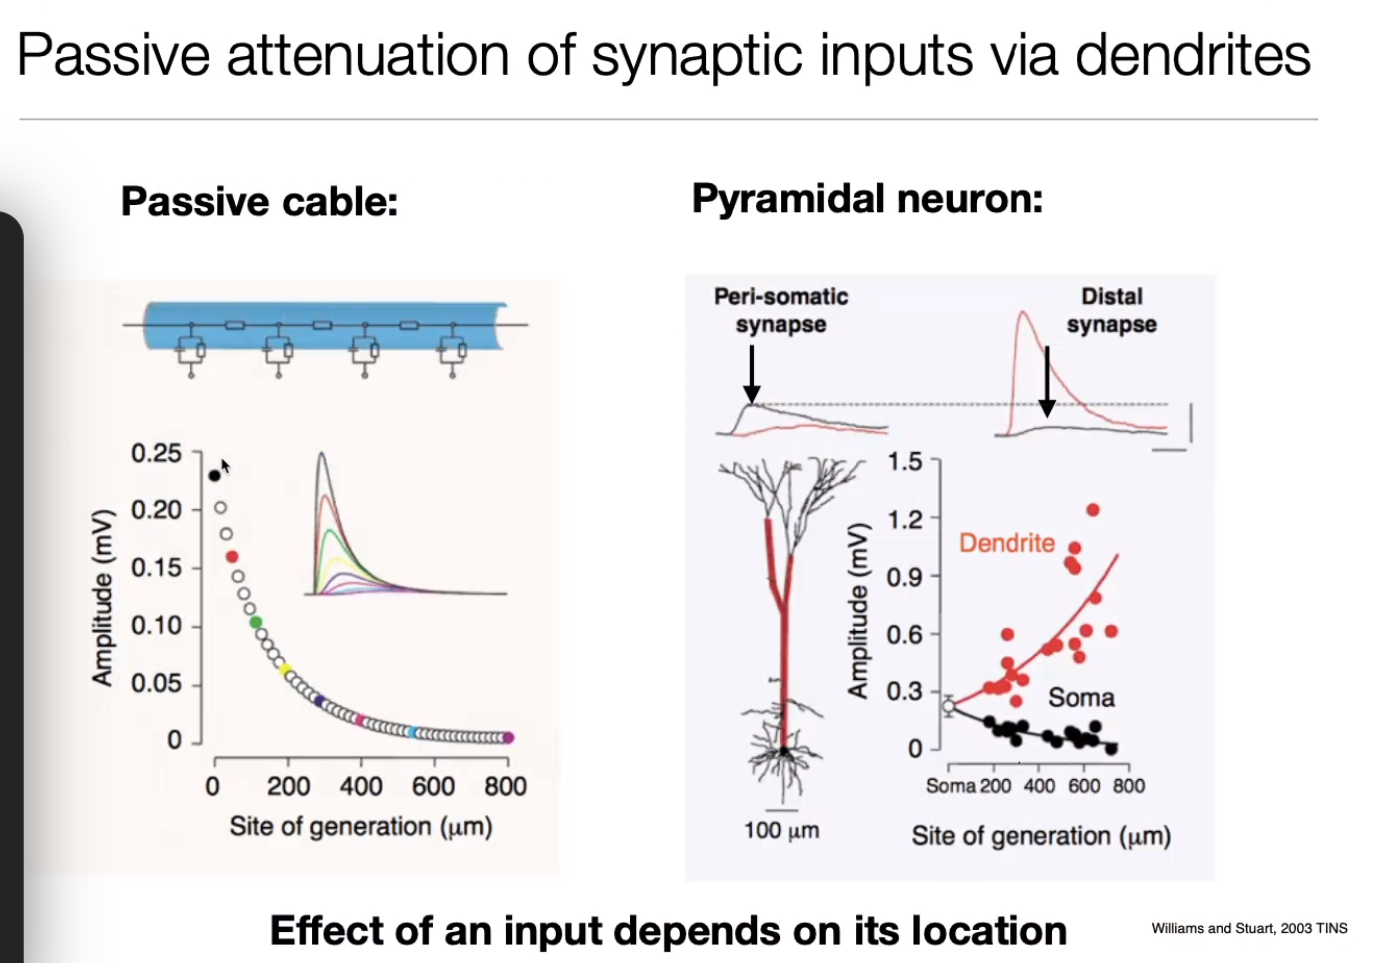 Passive attenuation of synaptic inputs via dendrites
Passive cable:
0.25
0.20
0.15
0.10
0.05
0
Amplitude (mV)
0 200 400 600 800
Site of generation (μm)
Pyramidal neuron:
Peri-somatic
synapse
Distal
synapse
100 μm
1.5
1.2
0.9
0.6
0.3
0
Amplitude (mV)
Dendrite
Soma
Soma 200 400 600 800
Site of generation (μm)
Effect of an input depends on its location
Williams and Stuart, 2003 TINS